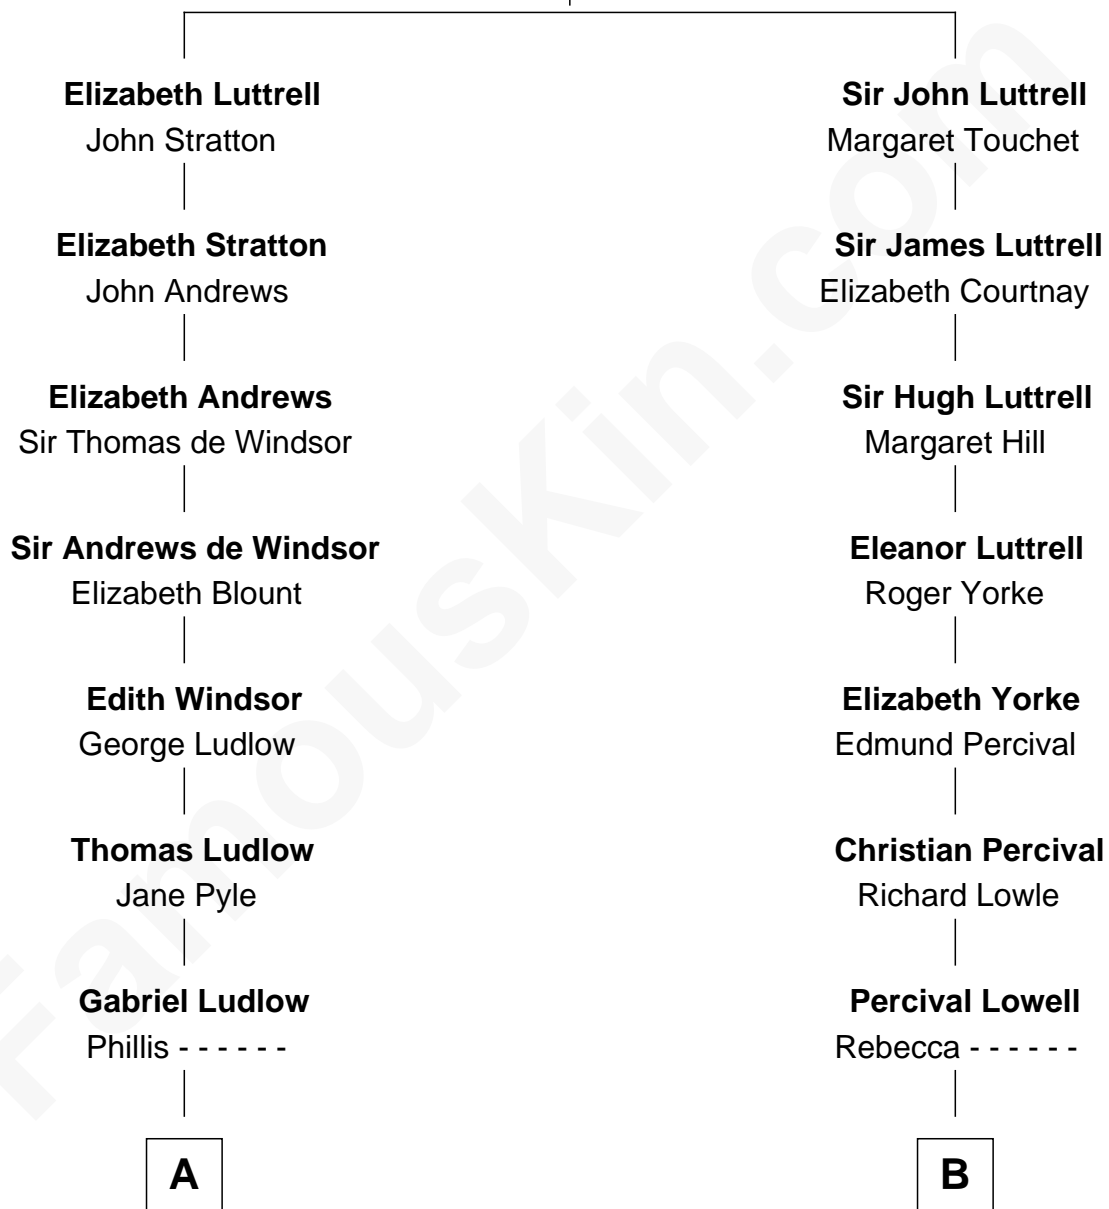 Elizabeth Luttrell
John Stratton
Elizabeth Stratton
John Andrews
Elizabeth Andrews
Sir Thomas de Windsor
Sir Andrews de Windsor
Elizabeth Blount
Edith Windsor
George Ludlow
Thomas Ludlow
Jane Pyle
Gabriel Ludlow
Phillis - - - - - -
A
Sir John Luttrell
Margaret Touchet
Sir James Luttrell
Elizabeth Courtnay
Sir Hugh Luttrell
Margaret Hill
Eleanor Luttrell
Roger Yorke
Elizabeth Yorke
Edmund Percival
Christian Percival
Richard Lowle
Percival Lowell
Rebecca - - - - - -
B
FamousKin.com